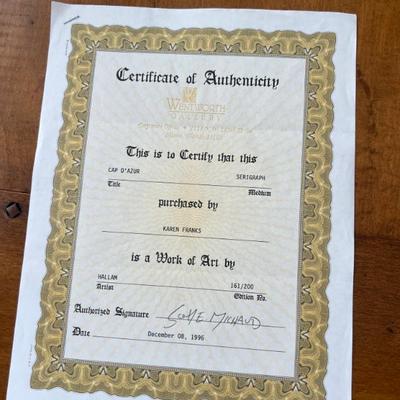 Certificate of Authenticity
WENTWORTH
GALLERY
This is to Certify that this
CAP D'AZUR SERIGRAPH
Title Medium
purchased by
KAREN FRANKS
is a Work of Art by
HALLAM 161/200
Artist Edition No.
Authorized Signature
Date December 08, 1996